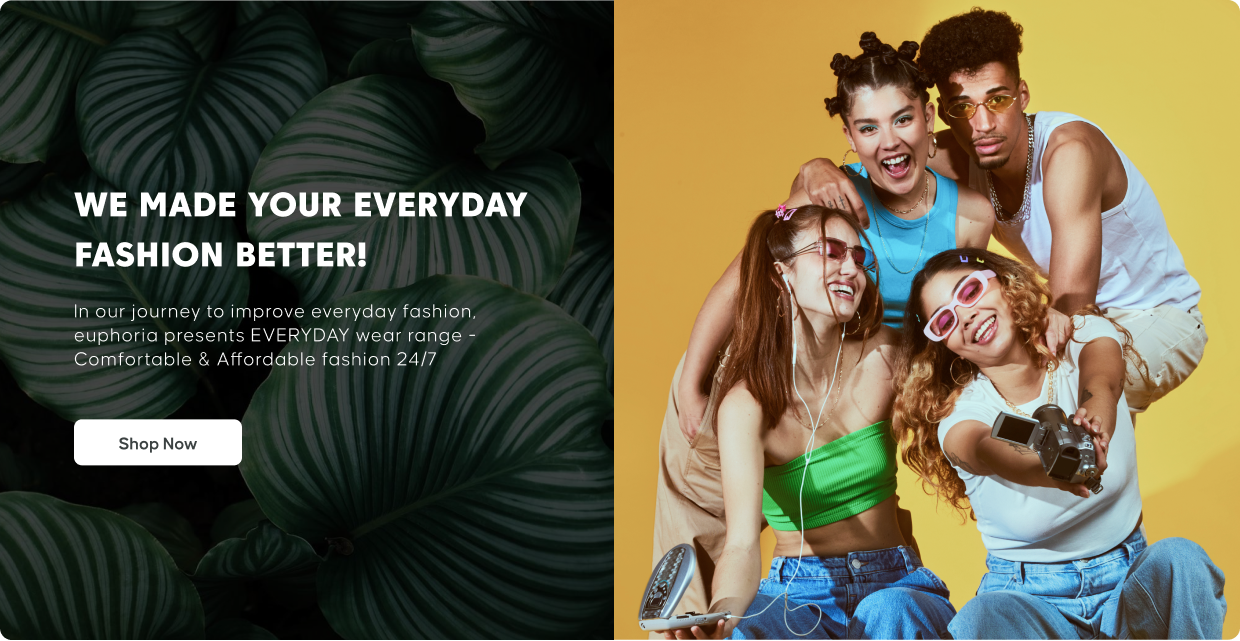 WE MADE YOUR EVERYDAY
FASHION BETTER!
In our journey to improve everyday fashion,
euphoria presents EVERYDAY wear range -
Comfortable & Affordable fashion 24/7
Shop Now